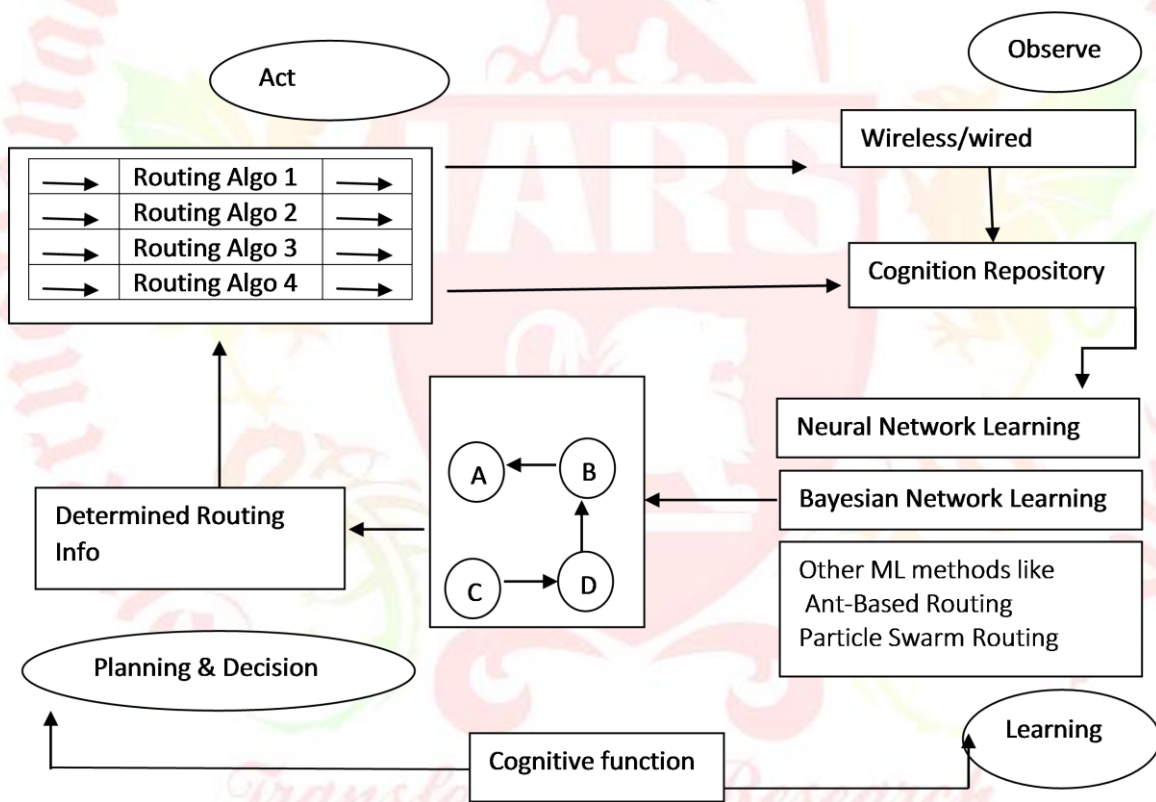 Act
Observe
Wireless/wired
Routing Algo 1
Routing Algo 2
Routing Algo 3
Routing Algo 4
Cognition Repository
IARS
Neural Network Learning
A
B
Bayesian Network Learning
Determined Routing
Info
C
D
Other ML methods like
Ant-Based Routing
Particle Swarm Routing
Planning & Decision
Learning
Cognitive function
Research